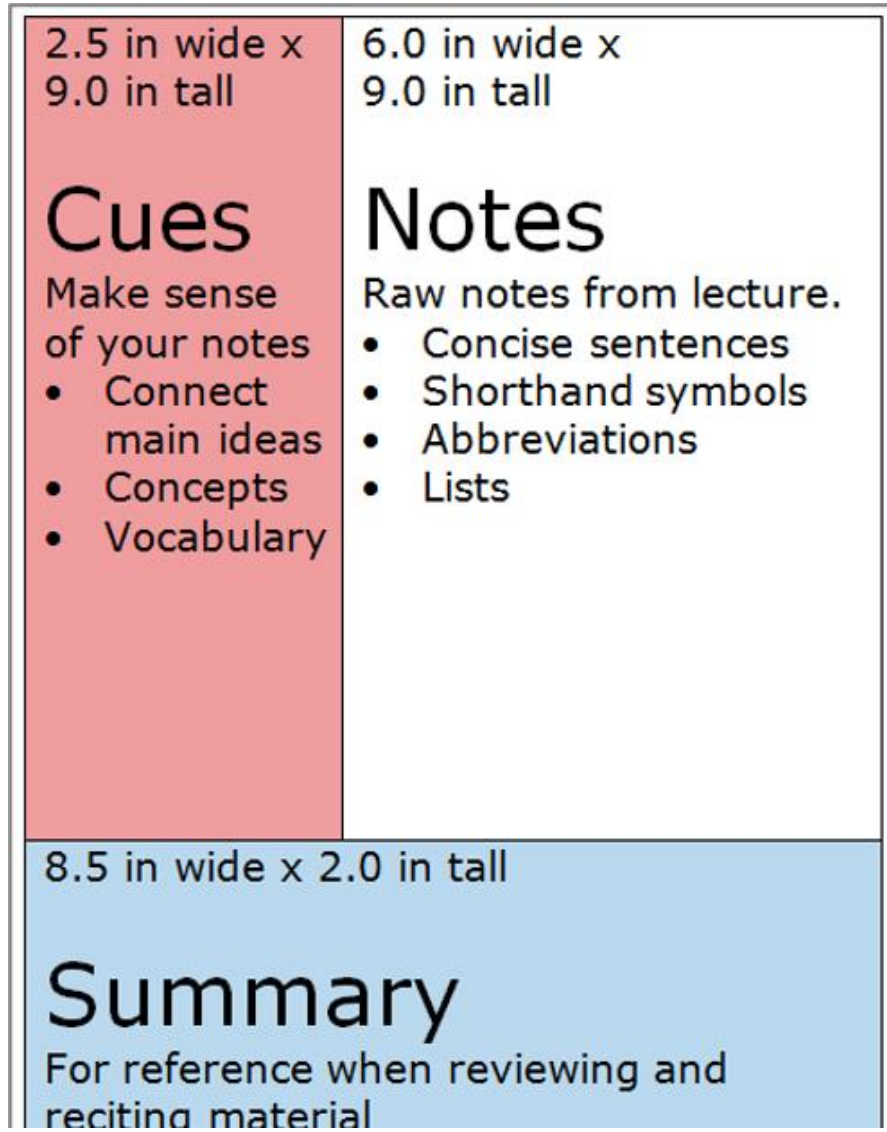 2.5 in wide x
9.0 in tall
Cues
Make sense
of your notes
• Connect
main ideas
• Concepts
• Vocabulary
6.0 in wide x
9.0 in tall
Notes
Raw notes from lecture.
• Concise sentences
• Shorthand symbols
• Abbreviations
• Lists
8.5 in wide x 2.0 in tall
Summary
For reference when reviewing and
reciting material